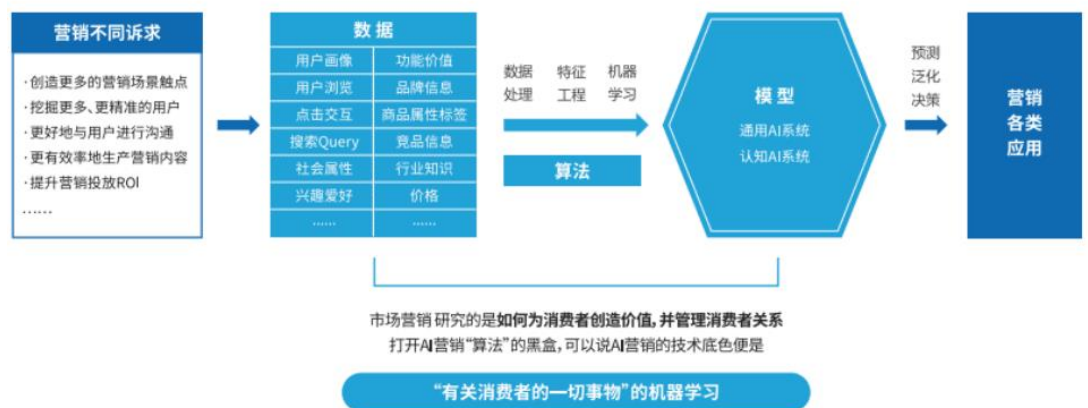 营销不同诉求
·创造更多的营销场景触点
·挖掘更多、更精准的用户
·更好地与用户进行沟通
·更有效率地生产营销内容
·提升营销投放ROI
……
数据
用户画像 功能价值
用户浏览 品牌信息
点击交互 商品属性标签
搜索Query 竞品信息
社会属性 行业知识
兴趣爱好 价格
…… ……
数据 特征 机器
处理 工程 学习
算法
模型
通用AI系统
认知AI系统
预测
泛化
决策
营销
各类
应用
市场营销研究的是如何为消费者创造价值,并管理消费者关系
打开AI营销“算法”的黑盒,可以说AI营销的技术底色便是
“有关消费者的一切事物”的机器学习